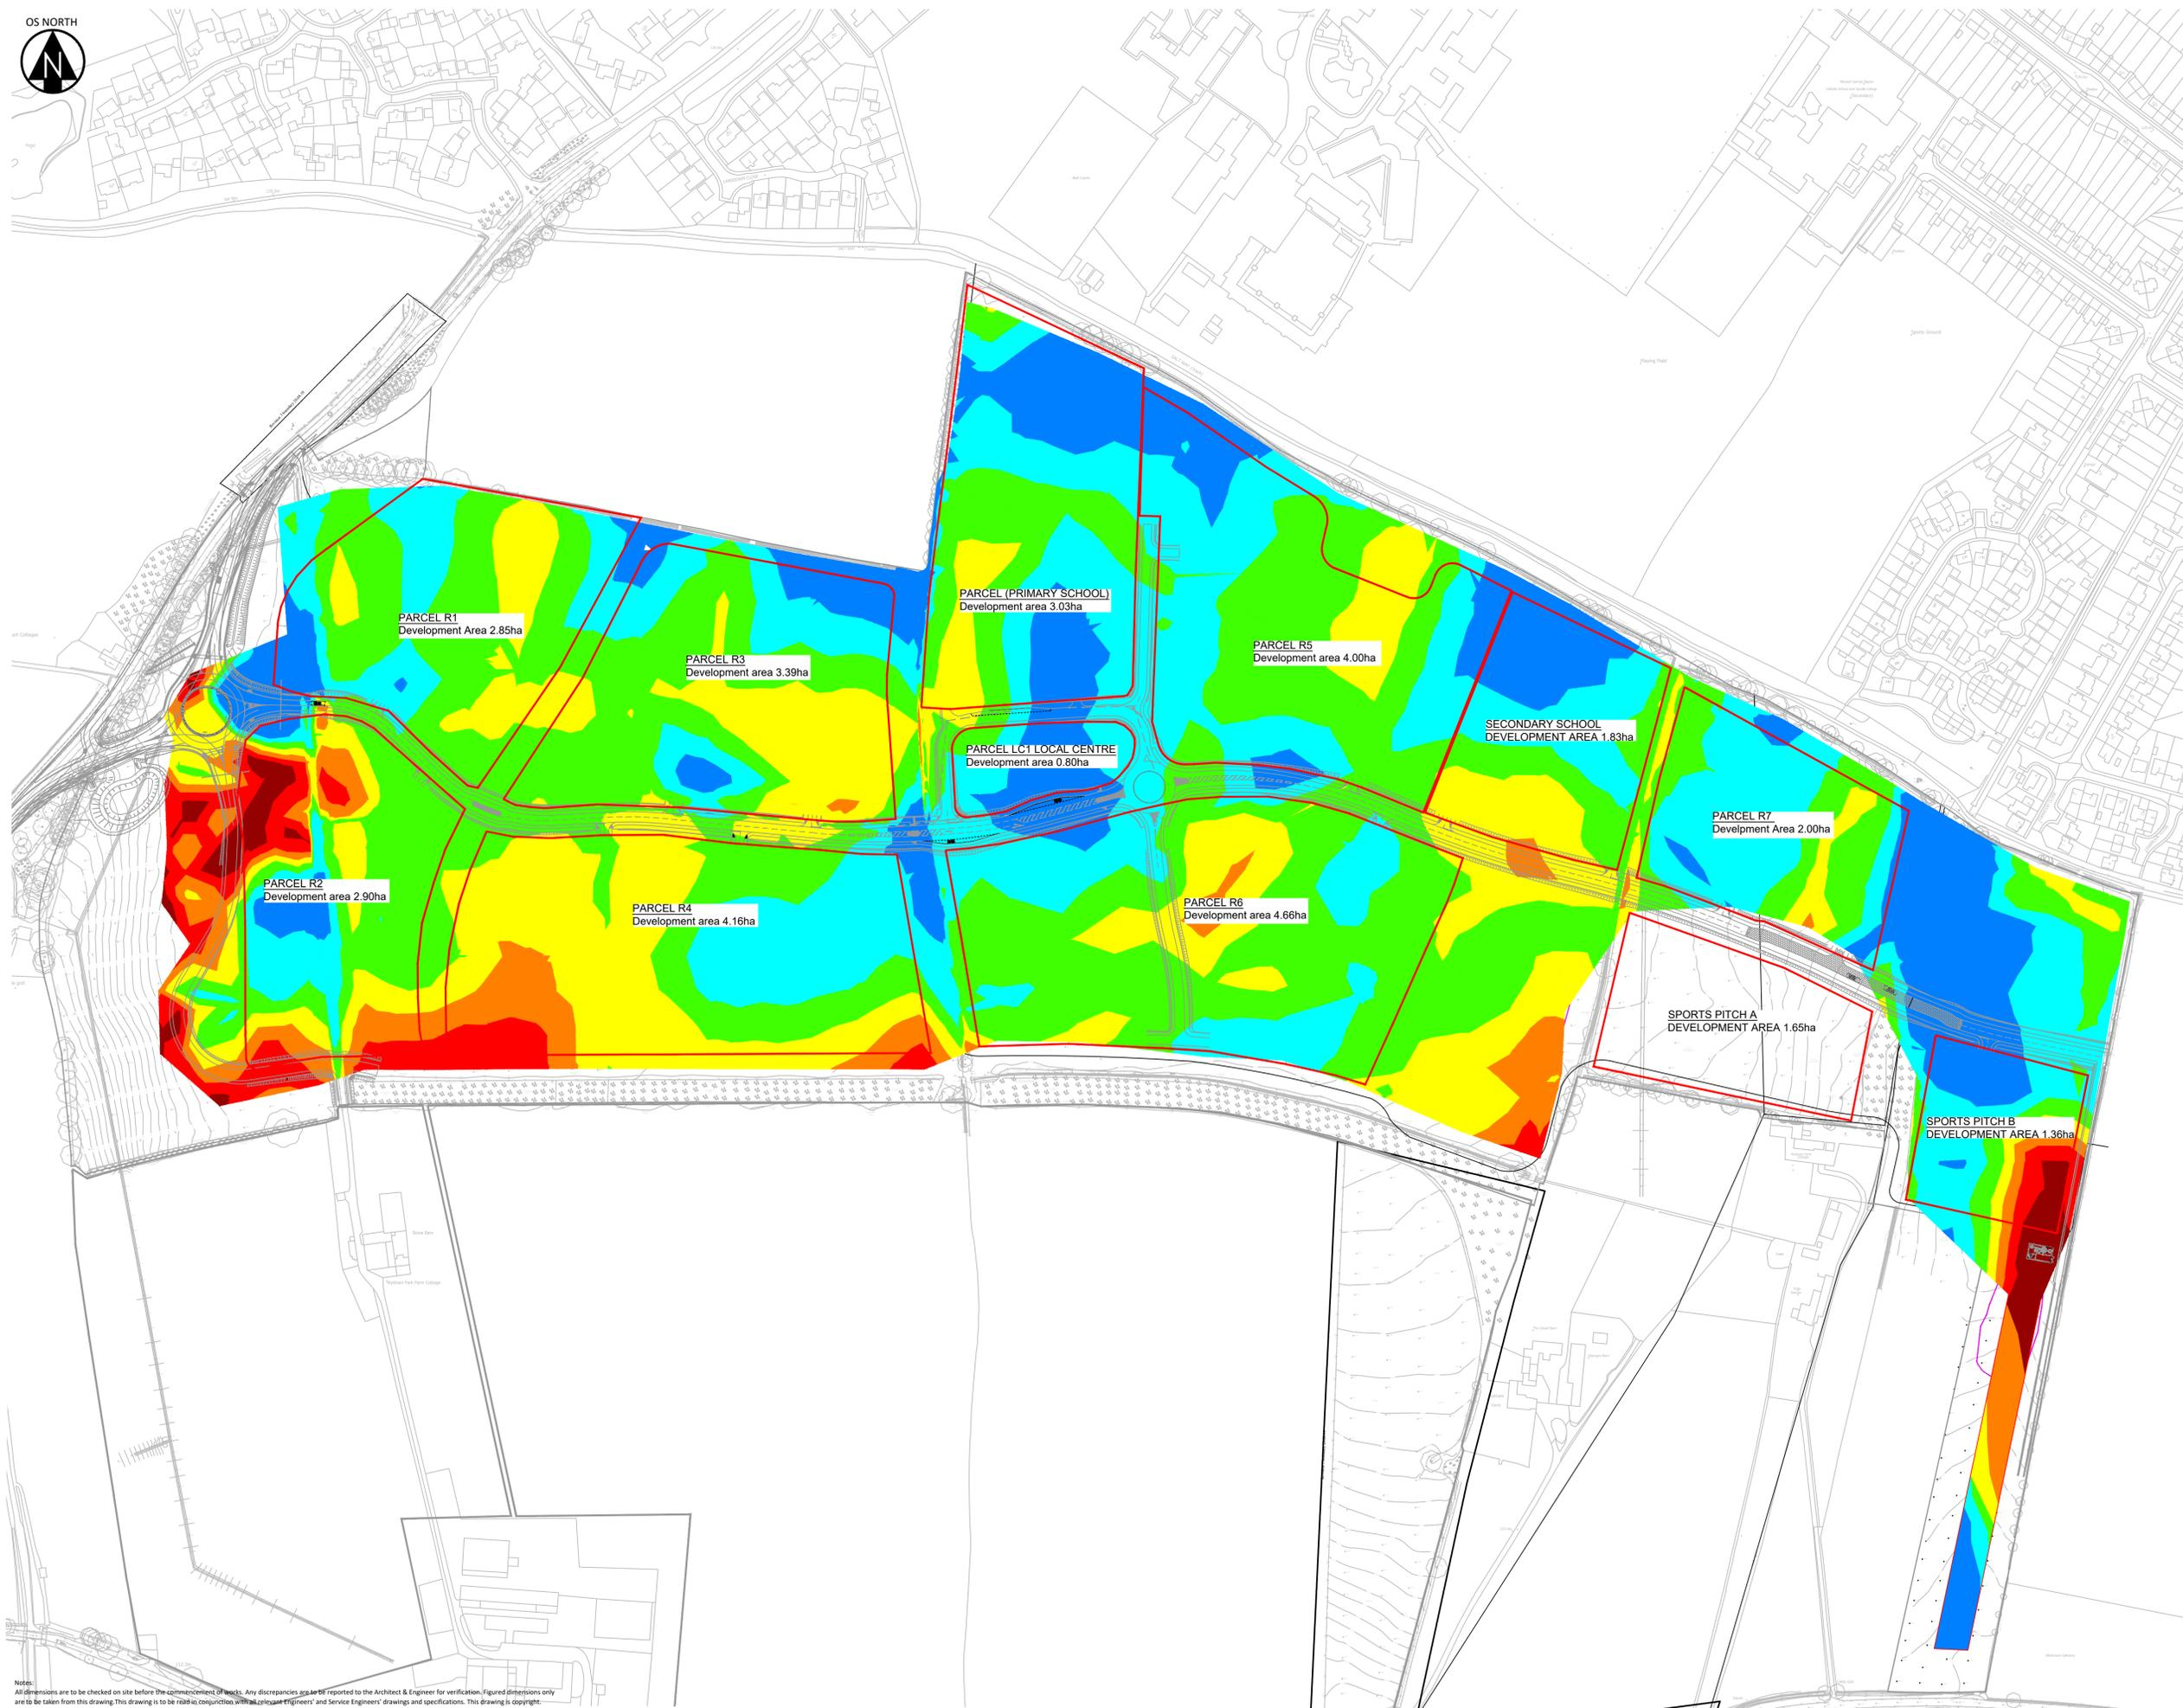 OS NORTH
N
SALT WAY (TRACK)
Playing Field
Sports Ground
PARCEL (PRIMARY SCHOOL)
Development area 3.03ha
PARCEL R1
Development Area 2.85ha
PARCEL R3
Development area 3.39ha
PARCEL R5
Development area 4.00ha
SECONDARY SCHOOL
DEVELOPMENT AREA 1.83ha
PARCEL LC1 LOCAL CENTRE
Development area 0.80ha
PARCEL R7
Develpment Area 2.00ha
PARCEL R2
Development area 2.90ha
PARCEL R4
Development area 4.16ha
PARCEL R6
Development area 4.66ha
SPORTS PITCH A
DEVELOPMENT AREA 1.65ha
SPORTS PITCH B
DEVELOPMENT AREA 1.36ha
Notes:
All dimensions are to be checked on site before the commencement of works. Any discrepancies are to be reported to the Architect & Engineer for verification. Figured dimensions only
are to be taken from this drawing.This drawing is to be read in conjunction with all relevant Engineers' and Service Engineers' drawings and specifications. This drawing is copyright.